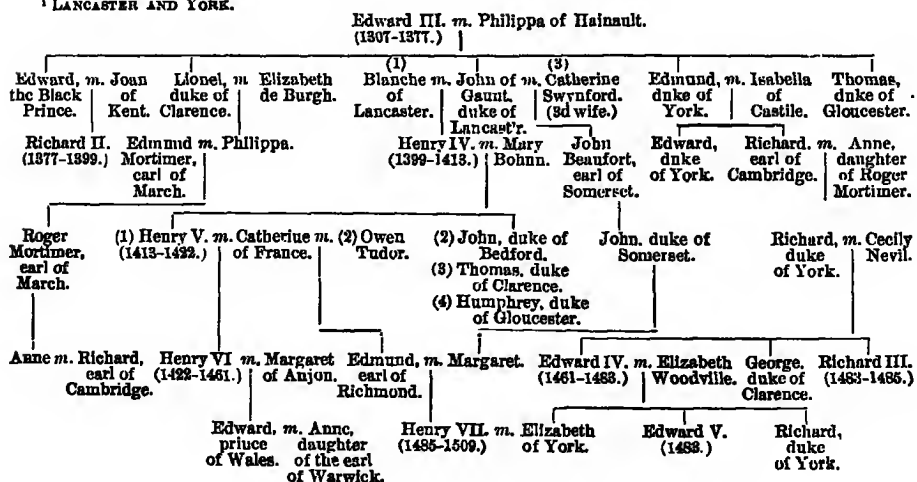 ¹ LANCASTER AND YORK.
Edward III. m. Philippa of Hainault.
(1307-1377.)
(1) (3)
Edward, m. Joan Lionel, m Elizabeth Blanche m. John of m. Catherine Edmund, m. Isabella Thomas,
the Black of duke of de Burgh. of Gaunt, Swynford. duke of of duke of
Prince. Kent. Clarence. Lancaster. duke of (3d wife.) York. Castile. Gloucester.
Lancast'r.
Richard II. Edmund m. Philippa. Henry IV. m. Mary John Edward, Richard. m. Anne,
(1377-1399.) Mortimer, (1399-1413.) Bohnn. Beaufort, duke earl of daughter
earl of earl of of York. Cambridge. of Roger
March. Somerset. Mortimer.
Roger (1) Henry V. m. Catherine m. (2) Owen (2) John, duke of John. duke of Richard, m. Cecily
Mortimer, (1413-1422.) of France. Tudor. Bedford. Somerset. duke Nevil.
earl of (3) Thomas, duke of York.
March. of Clarence.
(4) Humphrey, duke
of Gloucester.
Anne m. Richard, Henry VI m. Margaret Edmund, m. Margaret. Edward IV. m. Elizabeth George. Richard III.
earl of (1422-1461.) of Anjou. earl of (1461-1483.) Woodville. duke of (1483-1485.)
Cambridge. Richmond. Clarence.
Edward, m. Anne, Henry VII. m. Elizabeth Edward V. Richard,
prince daughter (1485-1509.) of York. (1483.) duke
of Wales. of the earl of York.
of Warwick.